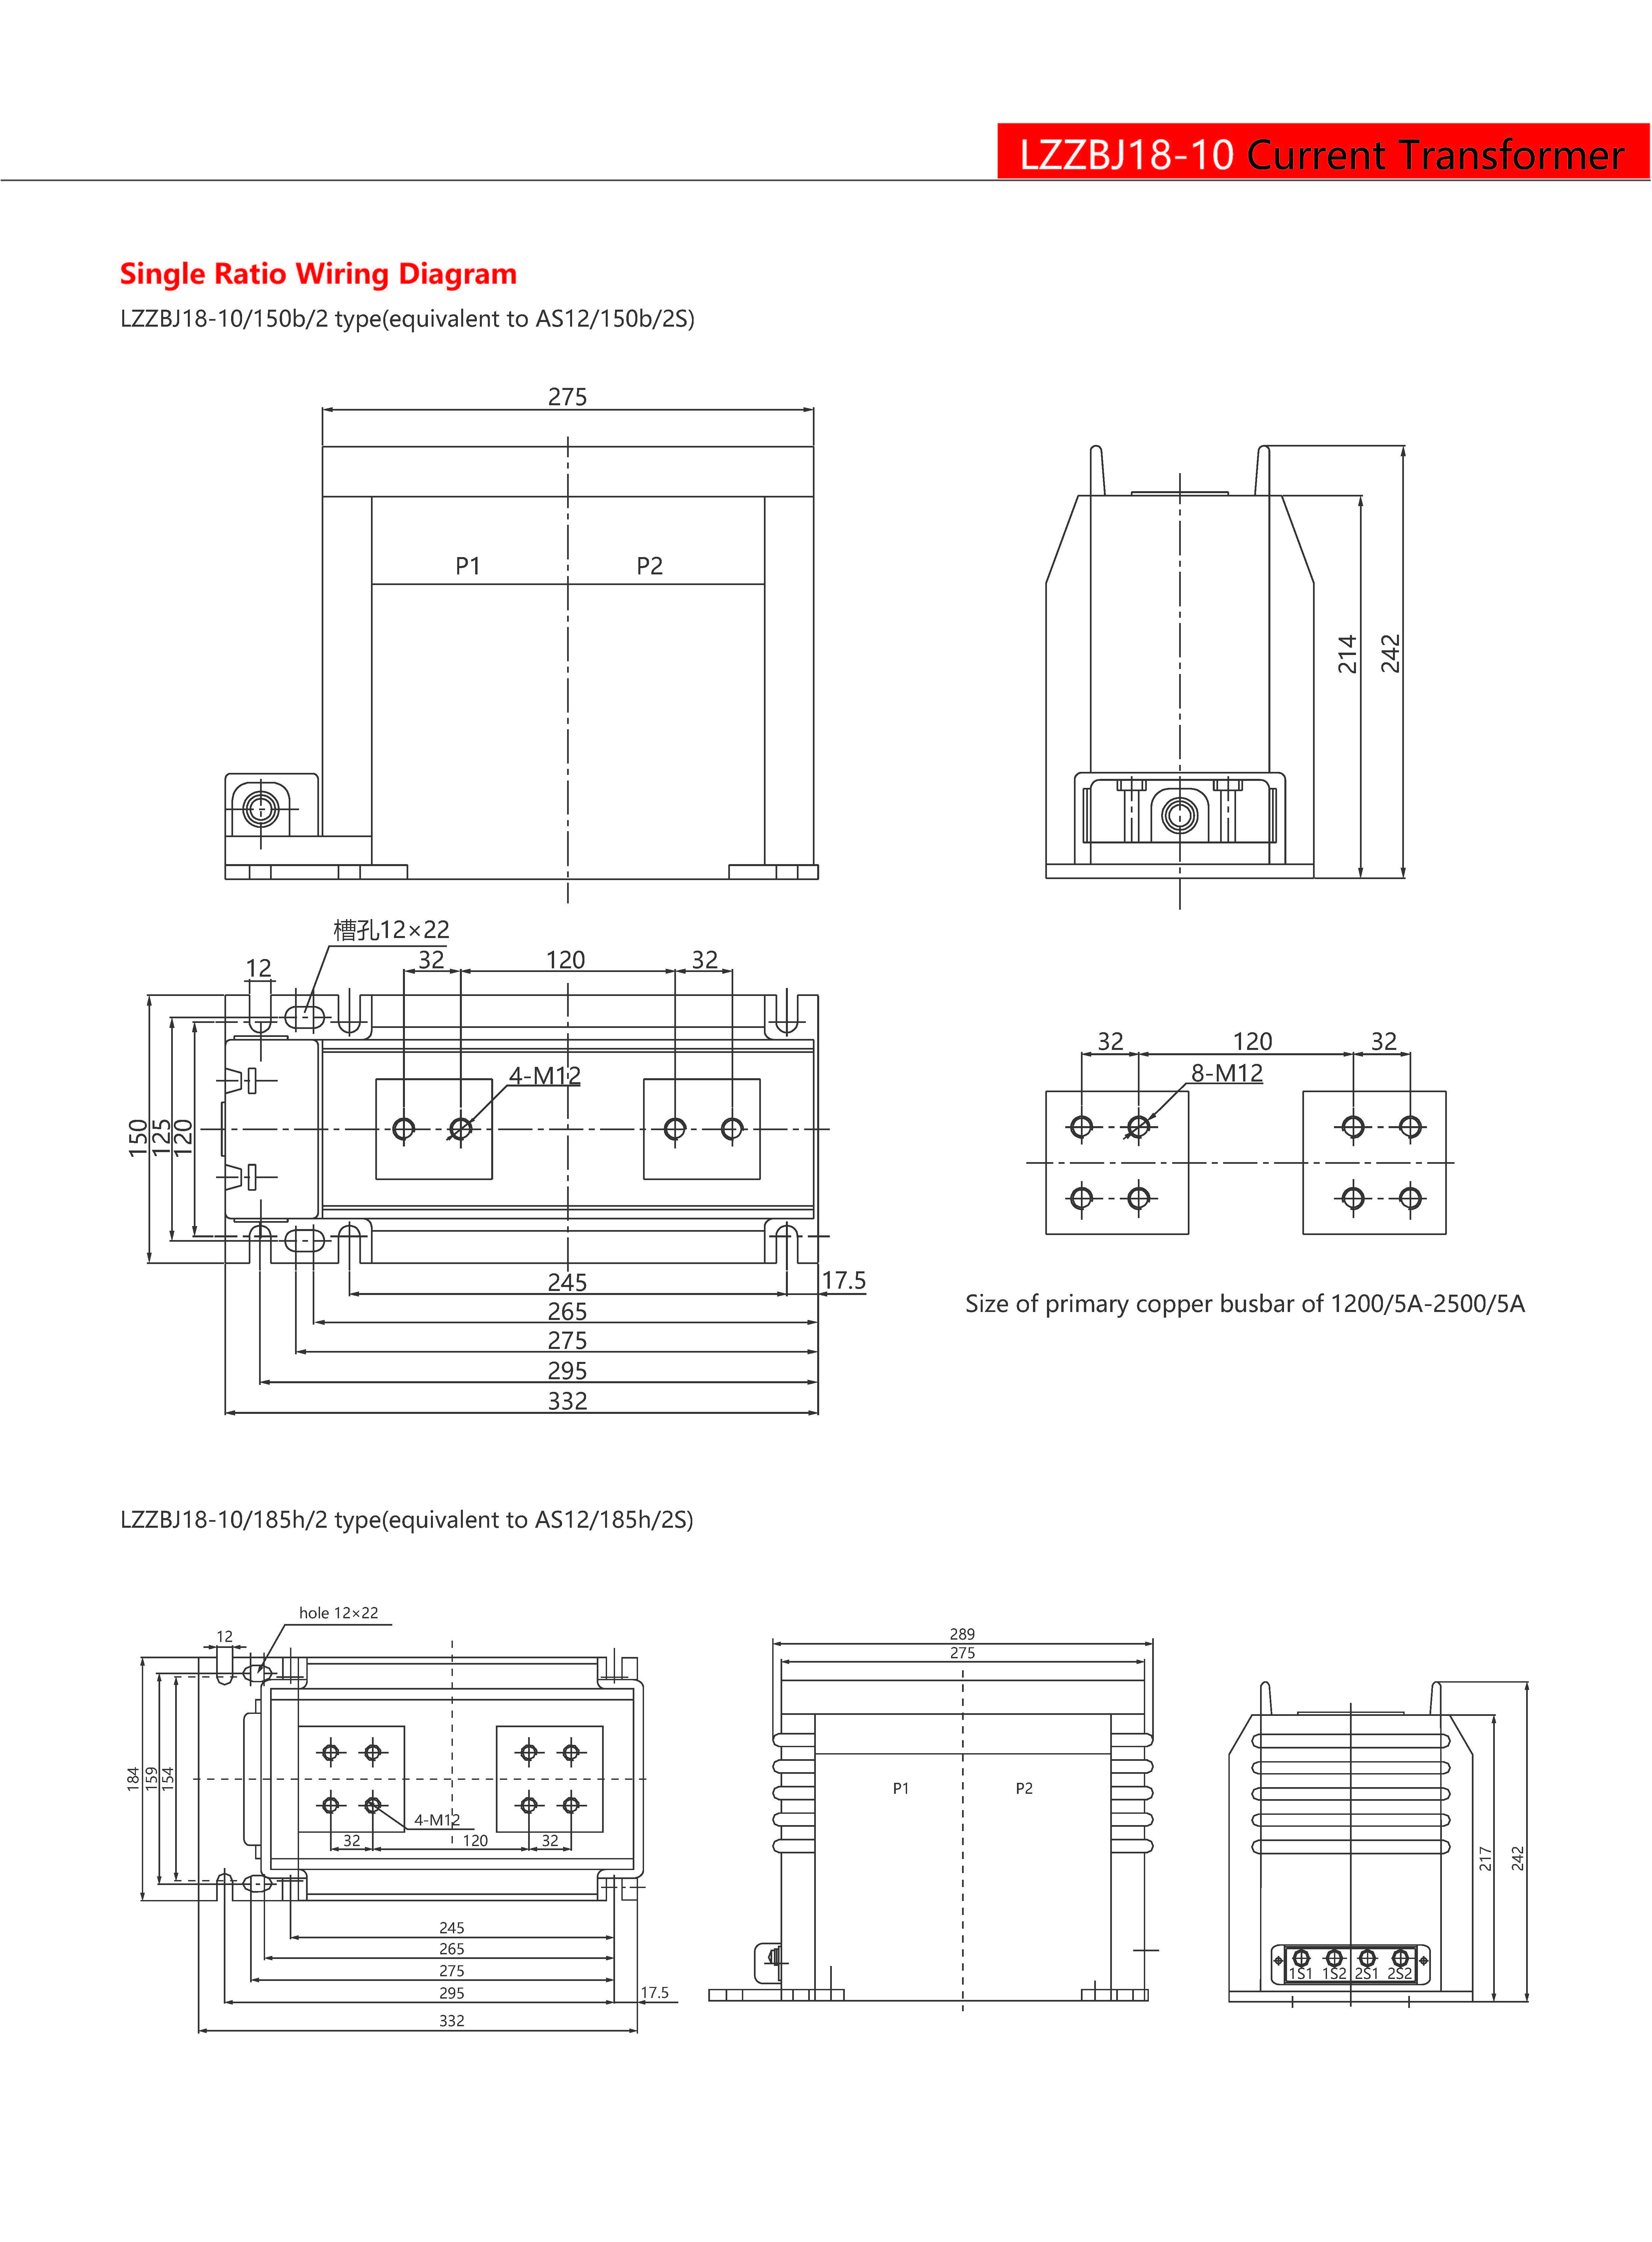 LZZBJ18-10 Current Transformer
Single Ratio Wiring Diagram
LZZBJ18-10/150b/2 type(equivalent to AS12/150b/2S)
275
P1 P2
214
242
槽孔12×22
12
32 120 32
4-M12
150
125
120
245
17.5
265
275
295
332
32 120 32
8-M12
Size of primary copper busbar of 1200/5A-2500/5A
LZZBJ18-10/185h/2 type(equivalent to AS12/185h/2S)
hole 12×22
12
184
159
154
4-M12
32 120 32
245
265
275
295
17.5
332
289
275
P1 P2
217
242
1S1 1S2 2S1 2S2